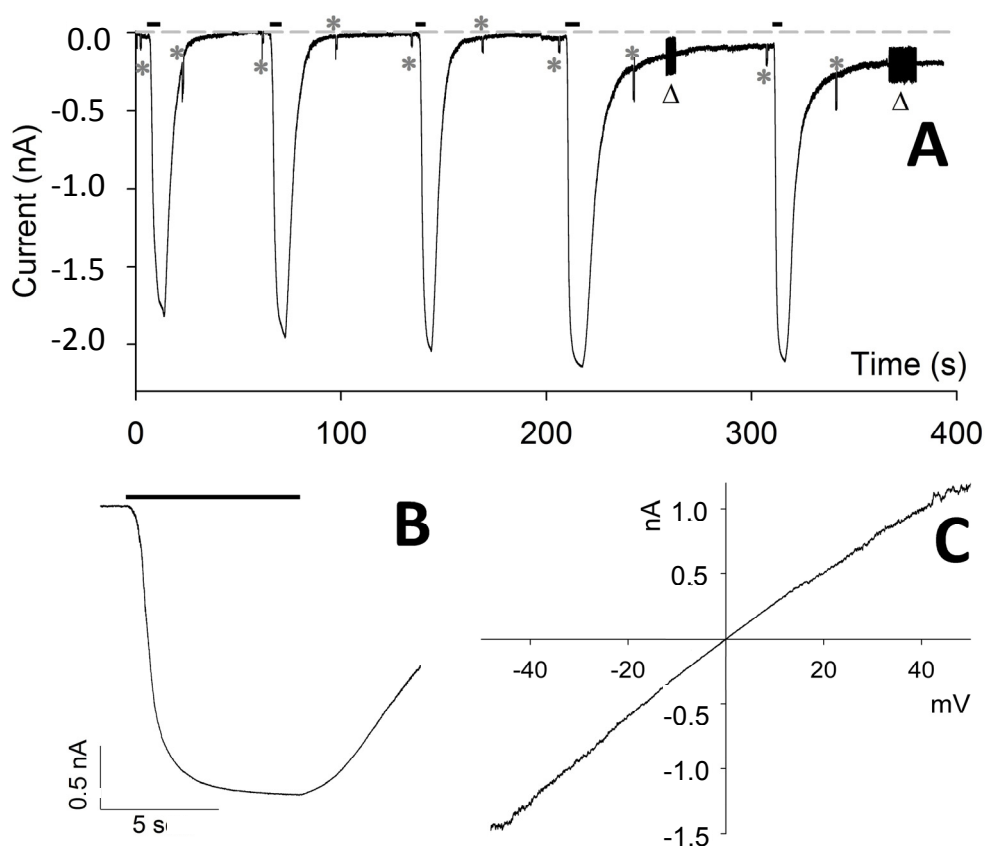 * * * * * * * * * *
0.0
-0.5
-1.0
-1.5
-2.0
Current (nA)
Δ Δ
A
Time (s)
0 100 200 300 400
B
0.5 nA
5 s
nA
1.0
0.5
C
-40 -20 20 40
mV
-0.5
-1.0
-1.5